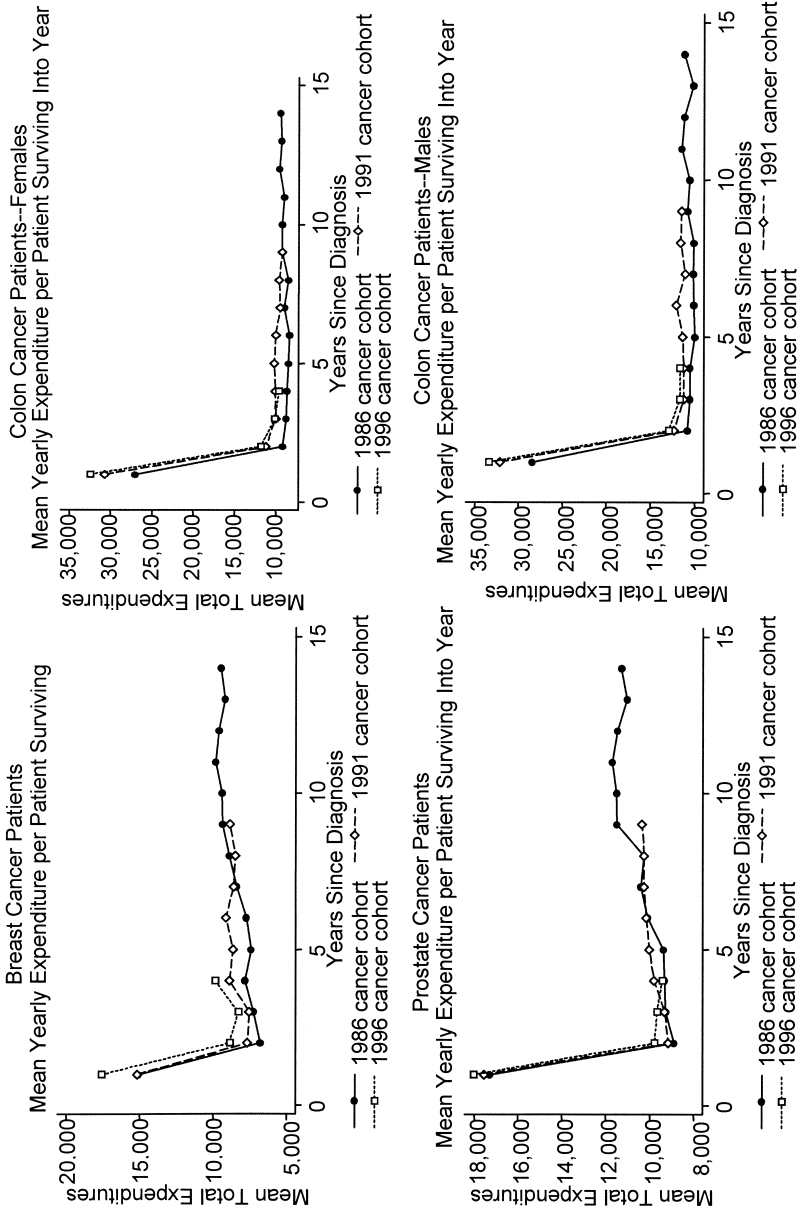 Breast Cancer Patients
Mean Yearly Expenditure per Patient Surviving
Mean Total Expenditures
20.000
15,000
10,000
5.000
0
5
10
15
Years Since Diagnosis
1986 cancer cohort
1991 cancer cohort
1996 cancer cohort
Colon Cancer Patients--Females
Mean Yearly Expenditure per Patient Surviving Into Year
Mean Total Expenditures
35,000
30,000
25,000
20,000
15,000
10,000
0
5
10
15
Years Since Diagnosis
1986 cancer cohort
1991 cancer cohort
1996 cancer cohort
Prostate Cancer Patients
Mean Yearly Expenditure per Patient Surviving Into Year
Mean Total Expenditures
18,000
16,000
14,000
12,000
10,000
8,000
0
5
10
15
Years Since Diagnosis
1986 cancer cohort
1991 cancer cohort
1996 cancer cohort
Colon Cancer Patients--Males
Mean Yearly Expenditure per Patient Surviving Into Year
Mean Total Expenditures
35,000
30,000
25,000
20,000
15,000
10,000
0
5
10
15
Years Since Diagnosis
1986 cancer cohort
1991 cancer cohort
1996 cancer cohort